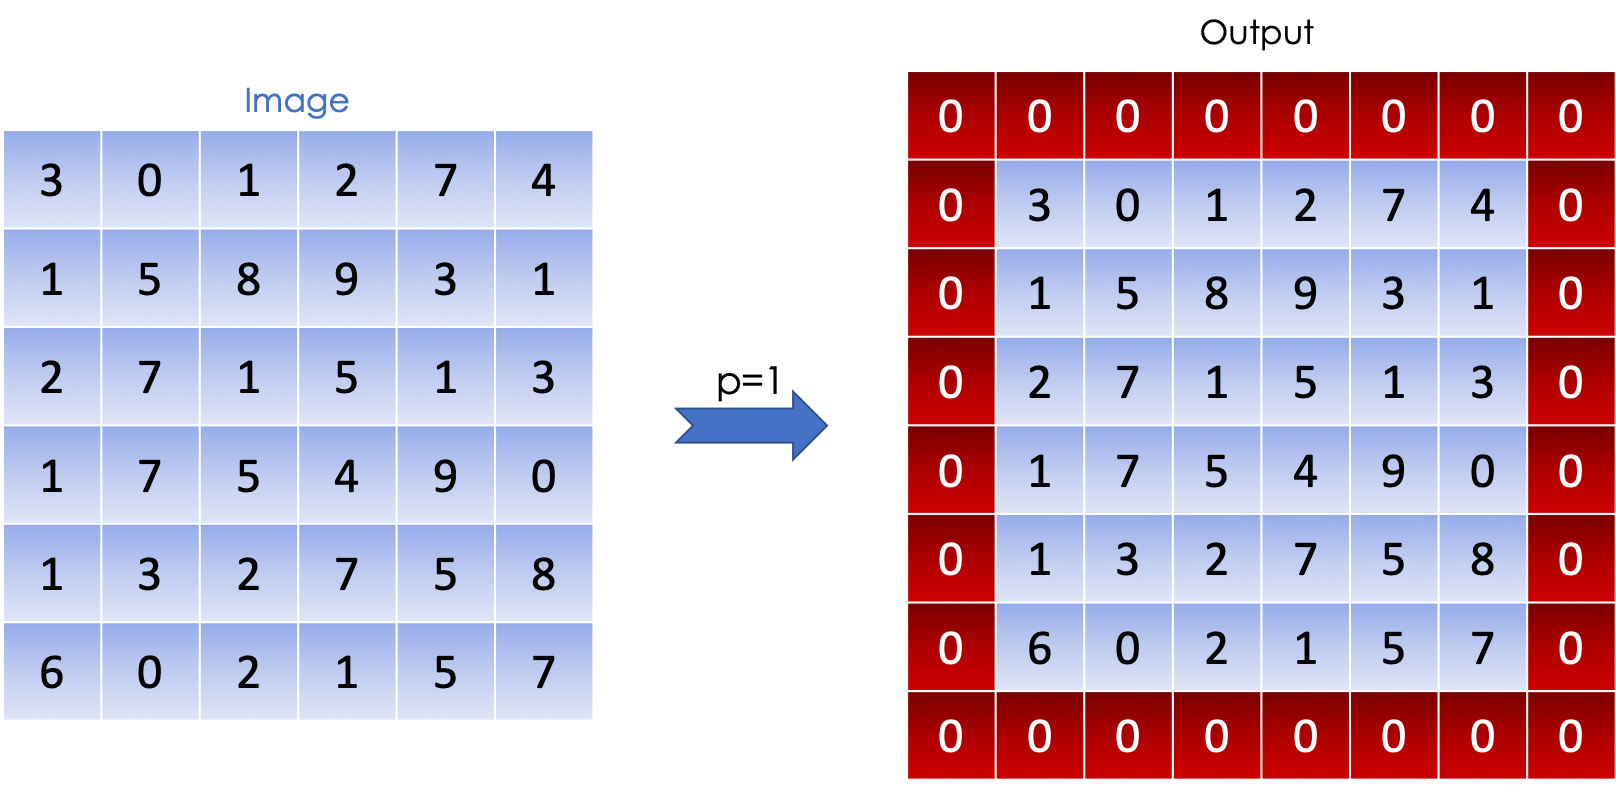 Output
Image
3 0 1 2 7 4
1 5 8 9 3 1
2 7 1 5 1 3
1 7 5 4 9 0
1 3 2 7 5 8
6 0 2 1 5 7
p=1
0 0 0 0 0 0 0 0
0 3 0 1 2 7 4 0
0 1 5 8 9 3 1 0
0 2 7 1 5 1 3 0
0 1 7 5 4 9 0 0
0 1 3 2 7 5 8 0
0 6 0 2 1 5 7 0
0 0 0 0 0 0 0 0